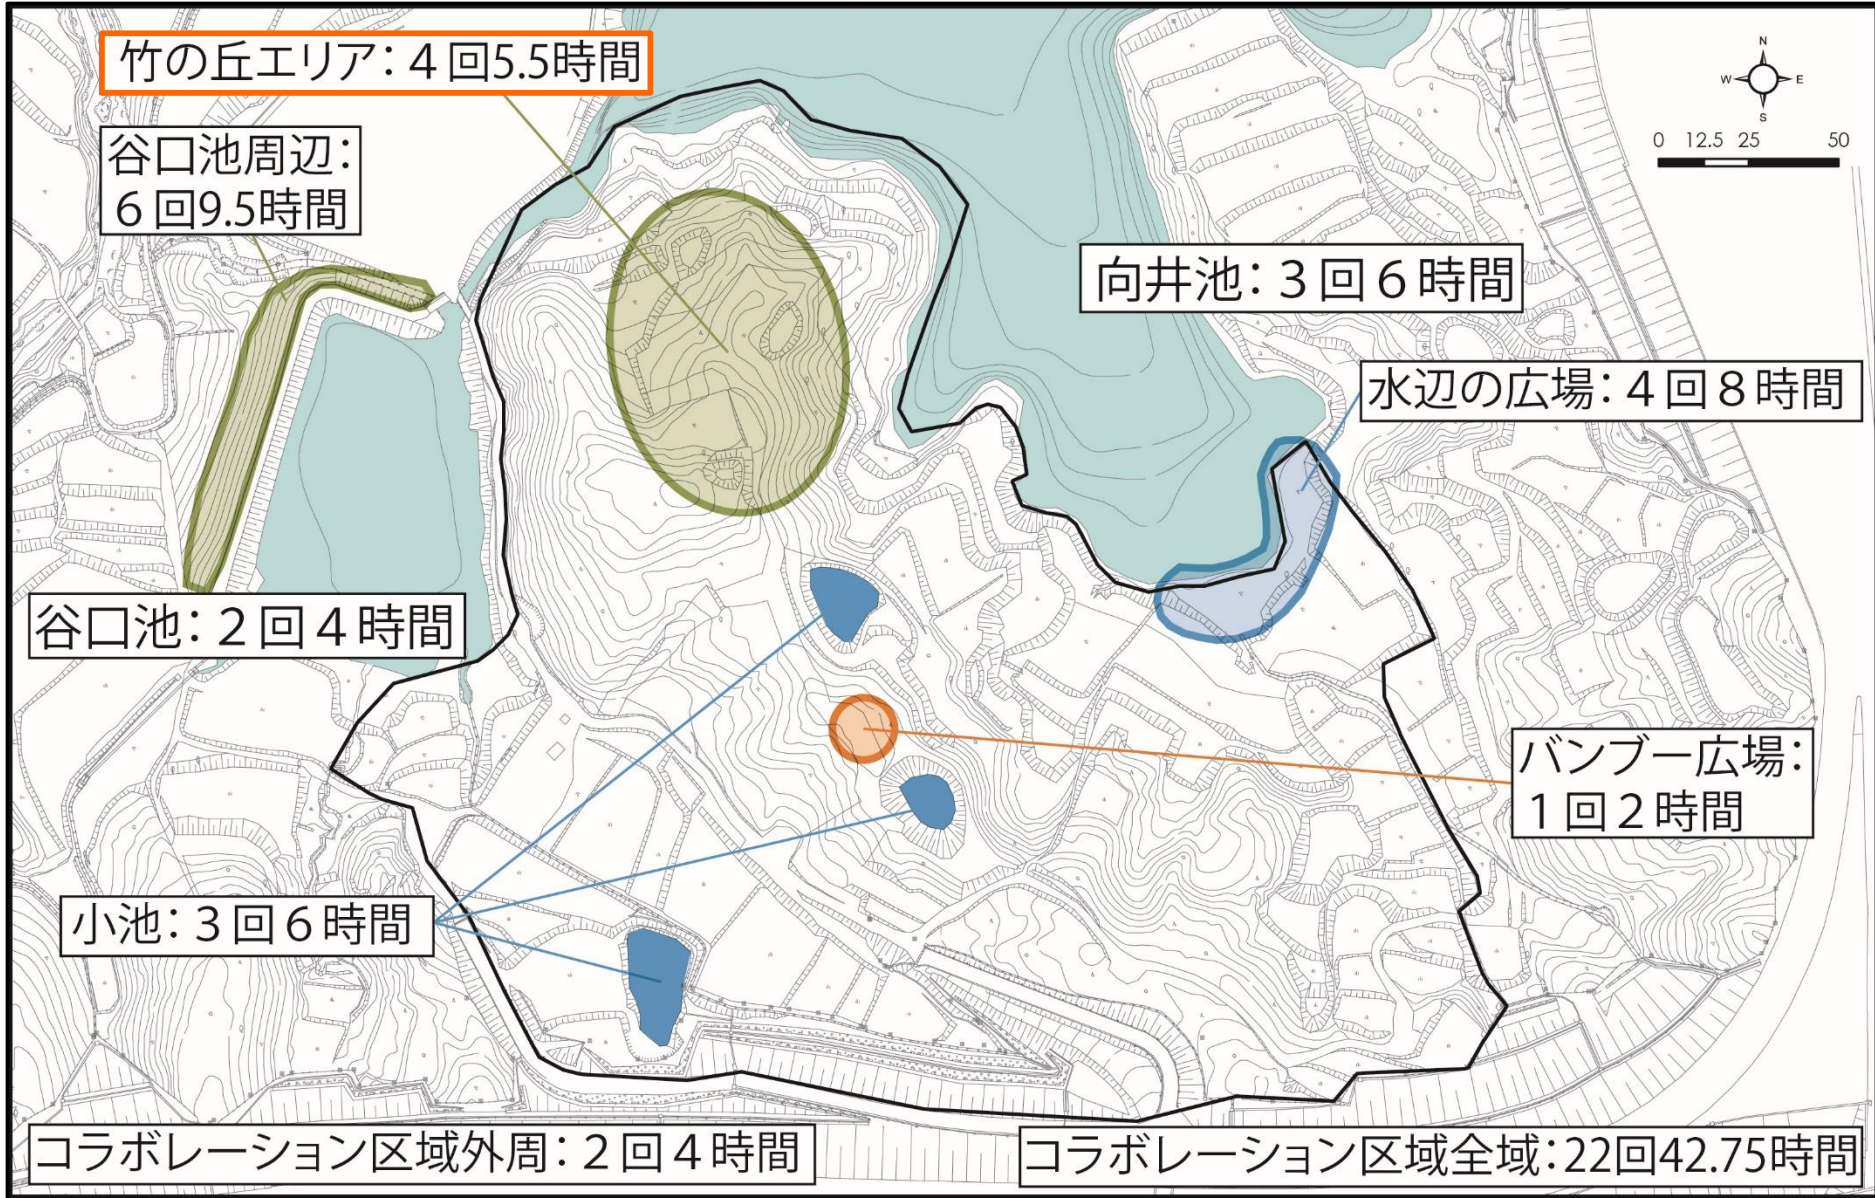 竹の丘エリア：４回5.5時間
谷口池周辺：
６回9.5時間
N
W E
S
0 12.5 25 50
向井池：３回６時間
水辺の広場：４回８時間
谷口池：２回４時間
バンブー広場：
１回２時間
小池：３回６時間
コラボレーション区域外周：２回４時間
コラボレーション区域全域：22回42.75時間